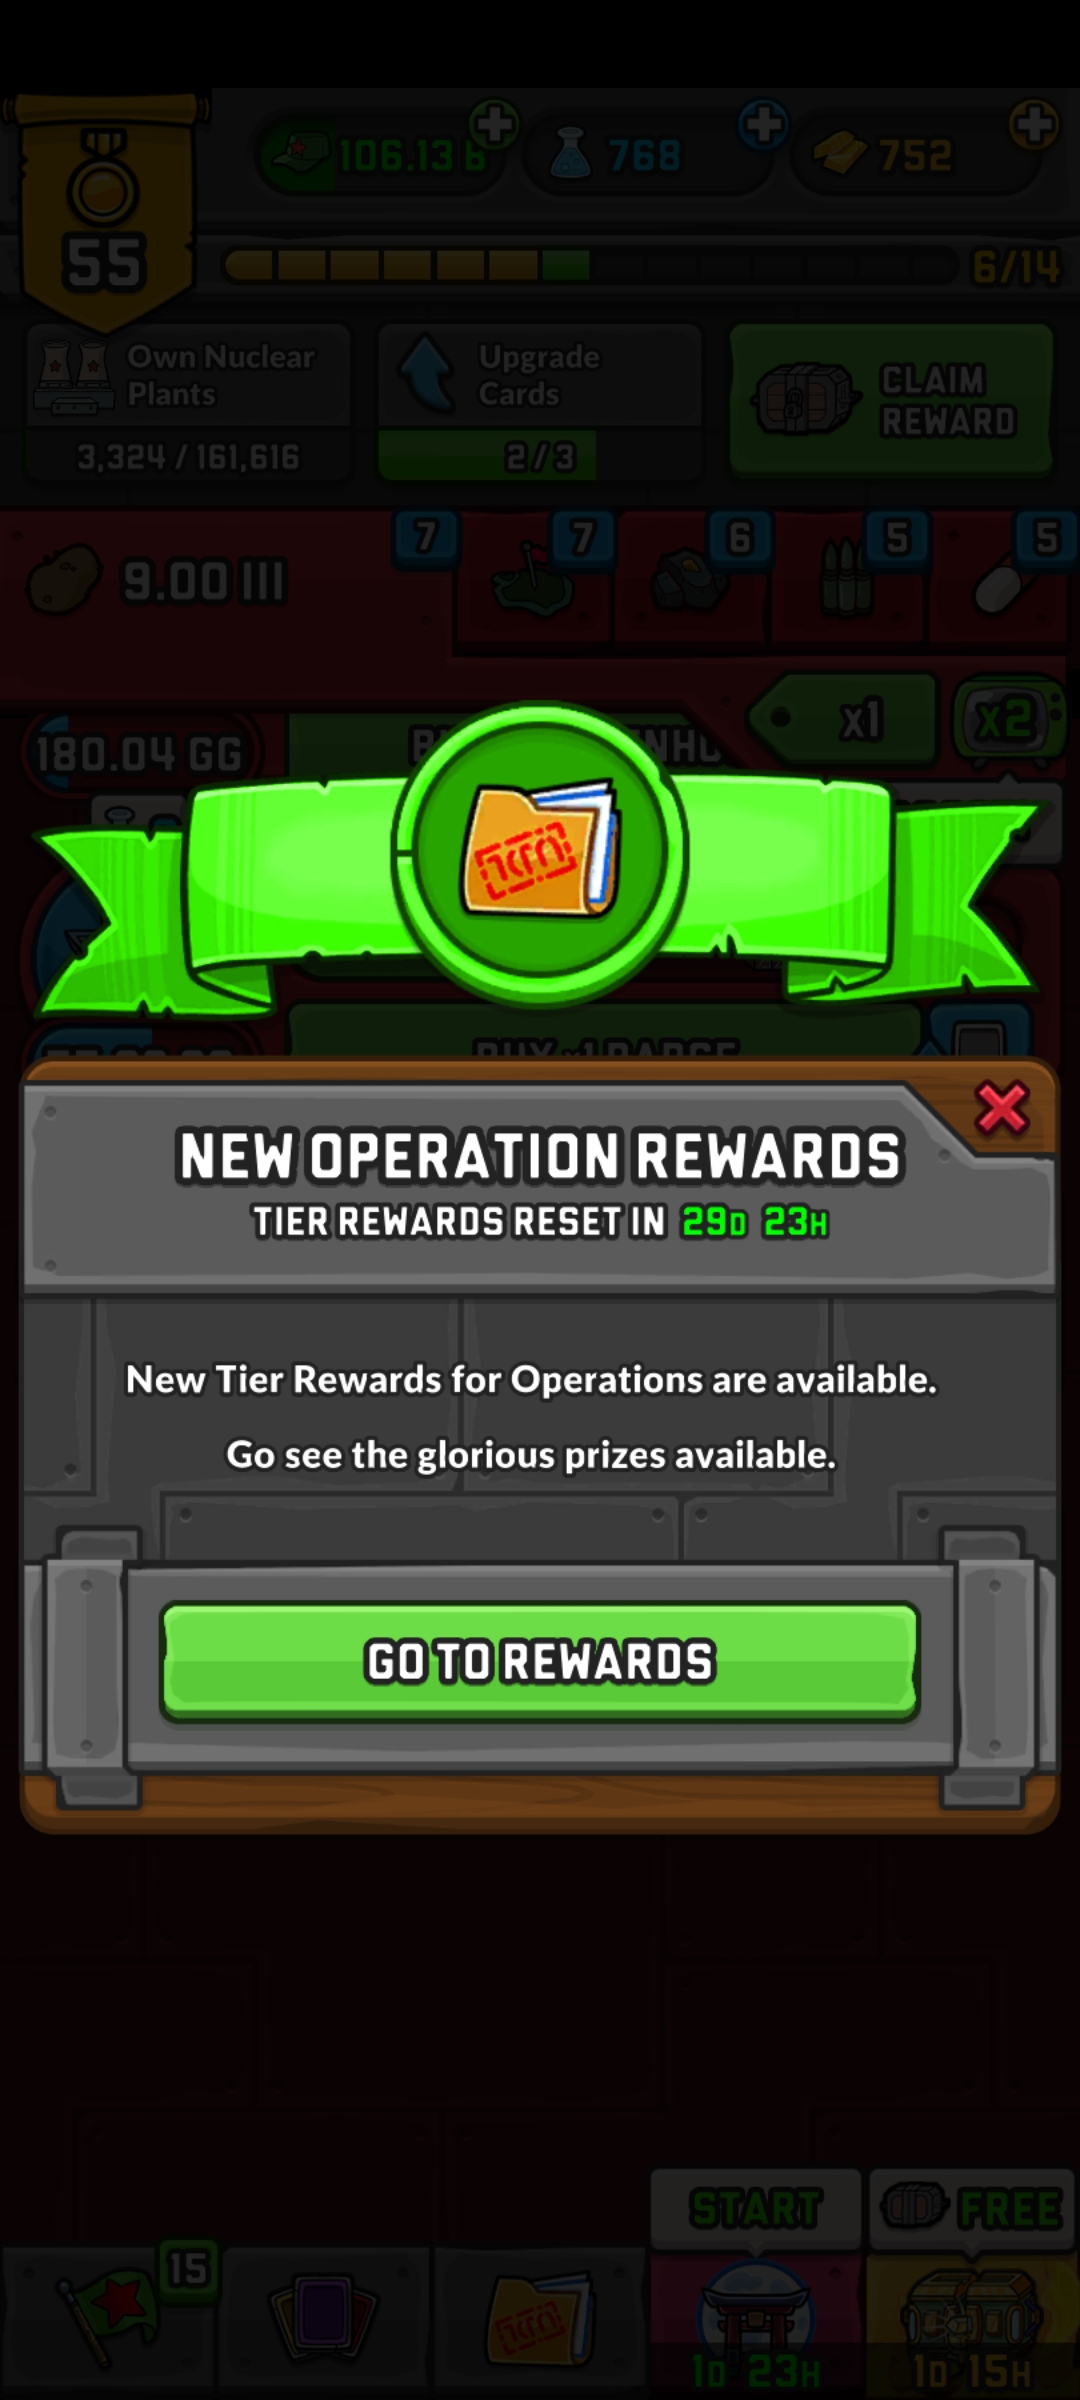 106.13 B
768
752
55
6/14
Own Nuclear
Plants
3,324 / 161,616
Upgrade
Cards
2/3
CLAIM
REWARD
9.00 III
7
7
6
5
5
x1
x2
180.04 GG
BUY x1 BARGE
NEW OPERATION REWARDS
TIER REWARDS RESET IN 29D 23H
New Tier Rewards for Operations are available.
Go see the glorious prizes available.
GO TO REWARDS
START
FREE
15
1D 23H
1D 15H